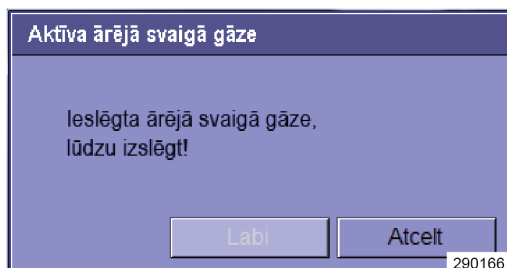 Aktīva ārējā svaigā gāze
Ieslēgta ārējā svaigā gāze,
lūdzu izslēgt!
Labi
Atcelt
290166